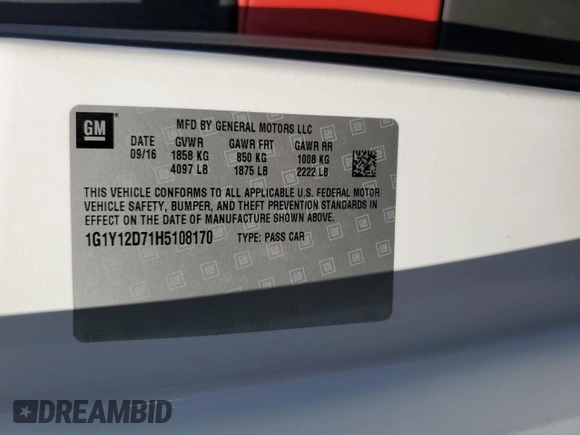 GM
MFD BY GENERAL MOTORS LLC
DATE GVWR GAWR FRT GAWR RR
09/16 1858 KG 850 KG 1008 KG
4097 LB 1875 LB 2222 LB
THIS VEHICLE CONFORMS TO ALL APPLICABLE U.S. FEDERAL MOTOR
VEHICLE SAFETY, BUMPER, AND THEFT PREVENTION STANDARDS IN
EFFECT ON THE DATE OF MANUFACTURE SHOWN ABOVE.
1G1Y12D71H5108170 TYPE: PASS CAR
DREAMBID